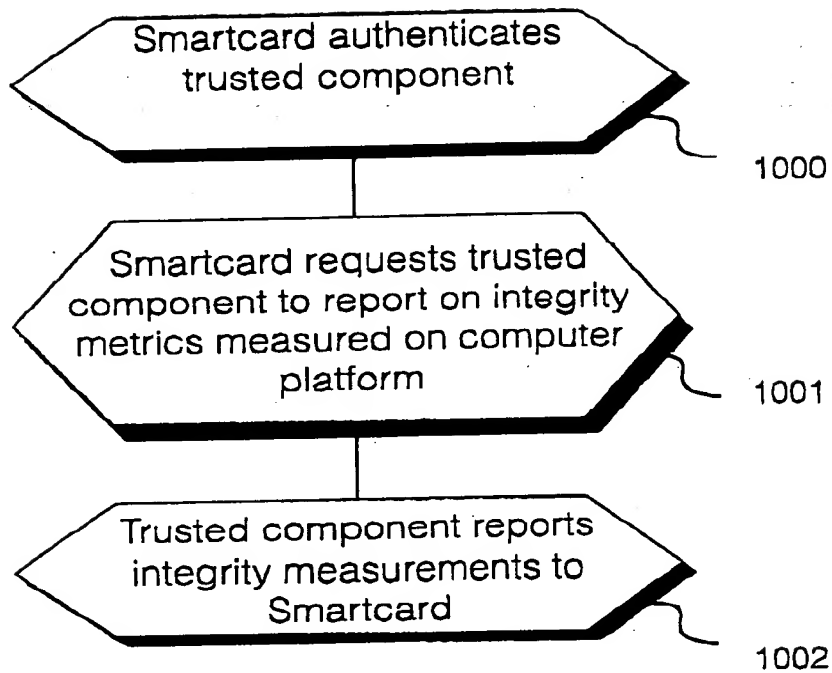 Smartcard authenticates
trusted component
1000
Smartcard requests trusted
component to report on integrity
metrics measured on computer
platform
1001
Trusted component reports
integrity measurements to
Smartcard
1002